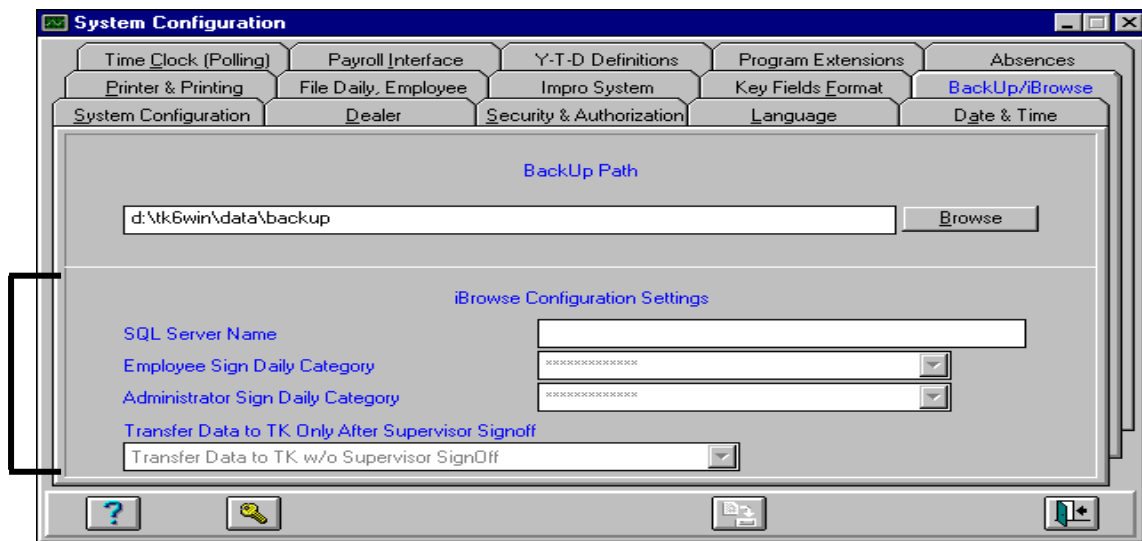 System Configuration
Time Clock (Polling) Payroll Interface Y-T-D Definitions Program Extensions Absences
Printer & Printing File Daily, Employee Impro System Key Fields Format BackUp/iBrowse
System Configuration Dealer Security & Authorization Language Date & Time
BackUp Path
d:\tk6win\data\backup Browse
iBrowse Configuration Settings
SQL Server Name
Employee Sign Daily Category *************
Administrator Sign Daily Category *************
Transfer Data to TK Only After Supervisor Signoff
Transfer Data to TK w/o Supervisor SignOff
?